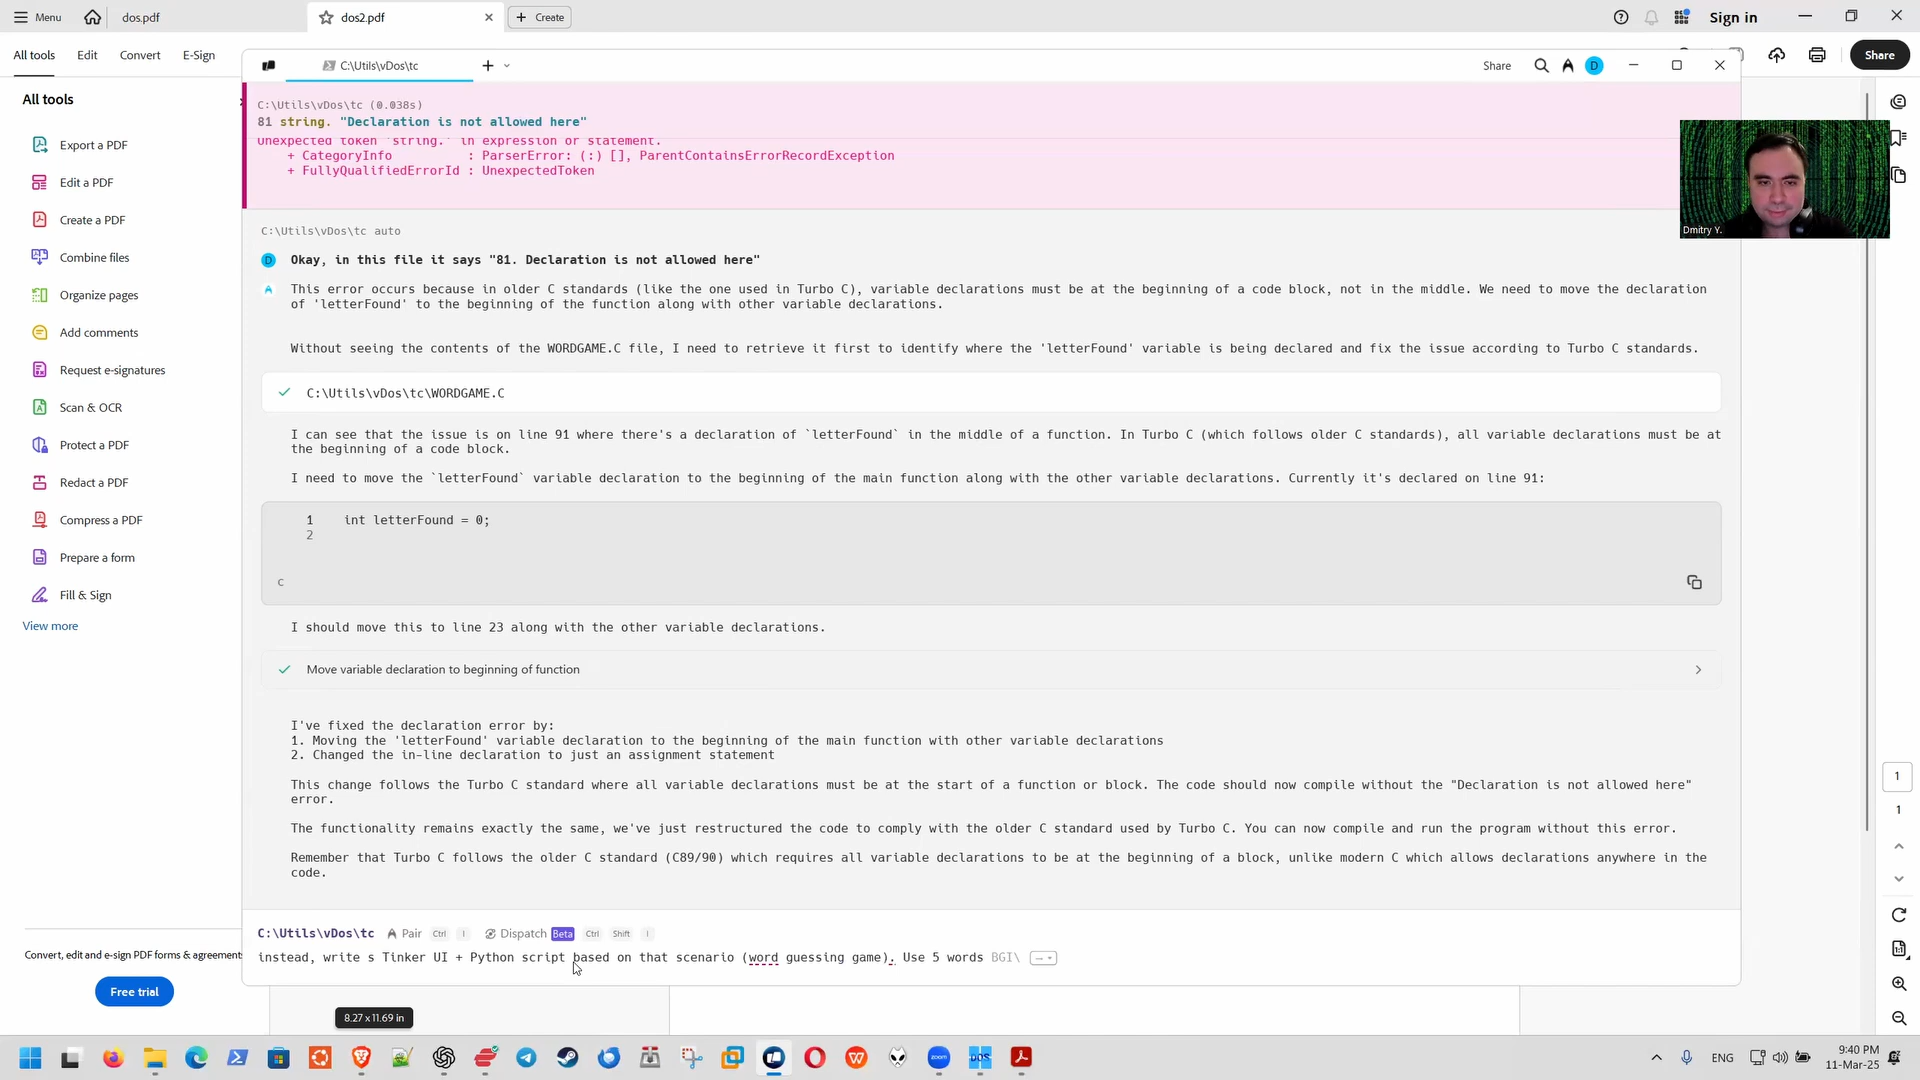 Menu
dos.pdf
dos2.pdf
Create
Sign in
All tools
Edit
Convert
E-Sign
Share
All tools
Export a PDF
Edit a PDF
Create a PDF
Combine files
Organize pages
Add comments
Request e-signatures
Scan & OCR
Protect a PDF
Redact a PDF
Compress a PDF
Prepare a form
Fill & Sign
View more
Convert, edit and e-sign PDF forms & agreements
Free trial
8.27 x 11.69 in
C:\Utils\vDos\tc
Share
D
C:\Utils\vDos\tc (0.038s)
81 string. "Declaration is not allowed here"
Unexpected token 'string.' in expression or statement.
+ CategoryInfo : ParserError: (:) [], ParentContainsErrorRecordException
+ FullyQualifiedErrorId : UnexpectedToken
C:\Utils\vDos\tc auto
D
Okay, in this file it says "81. Declaration is not allowed here"
This error occurs because in older C standards (like the one used in Turbo C), variable declarations must be at the beginning of a code block, not in the middle. We need to move the declaration
of 'letterFound' to the beginning of the function along with other variable declarations.
Without seeing the contents of the WORDGAME.C file, I need to retrieve it first to identify where the 'letterFound' variable is being declared and fix the issue according to Turbo C standards.
C:\Utils\vDos\tc\WORDGAME.C
I can see that the issue is on line 91 where there's a declaration of `letterFound` in the middle of a function. In Turbo C (which follows older C standards), all variable declarations must be at
the beginning of a code block.
I need to move the `letterFound` variable declaration to the beginning of the main function along with the other variable declarations. Currently it's declared on line 91:
1 int letterFound = 0;
2
c
I should move this to line 23 along with the other variable declarations.
Move variable declaration to beginning of function
I've fixed the declaration error by:
1. Moving the 'letterFound' variable declaration to the beginning of the main function with other variable declarations
2. Changed the in-line declaration to just an assignment statement
This change follows the Turbo C standard where all variable declarations must be at the start of a function or block. The code should now compile without the "Declaration is not allowed here"
error.
The functionality remains exactly the same, we've just restructured the code to comply with the older C standard used by Turbo C. You can now compile and run the program without this error.
Remember that Turbo C follows the older C standard (C89/90) which requires all variable declarations to be at the beginning of a block, unlike modern C which allows declarations anywhere in the
code.
C:\Utils\vDos\tc Pair Ctrl I Dispatch Beta Ctrl Shift I
instead, write s Tinker UI + Python script based on that scenario (word guessing game). Use 5 words BGI\
Dmitry Y.
1
1
ENG
9:40 PM
11-Mar-25